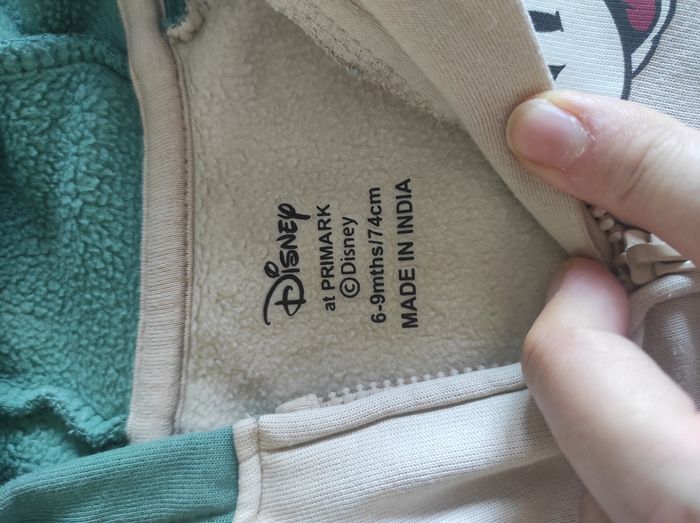 Disney
at PRIMARK
©Disney
6-9mths/74cm
MADE IN INDIA